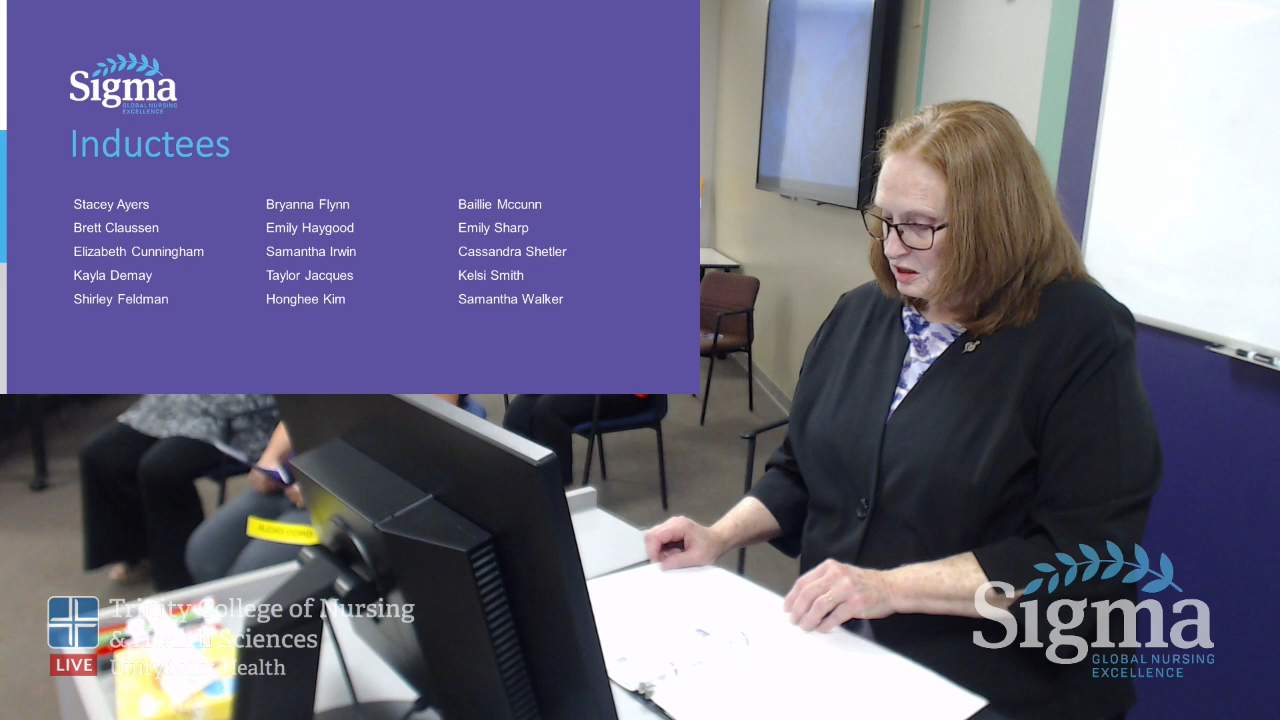 Sigma
GLOBAL NURSING
EXCELLENCE
Inductees
Stacey Ayers
Brett Claussen
Elizabeth Cunningham
Kayla Demay
Shirley Feldman
Bryanna Flynn
Emily Haygood
Samantha Irwin
Taylor Jacques
Honghee Kim
Baillie Mccunn
Emily Sharp
Cassandra Shetler
Kelsi Smith
Samantha Walker
Trinity College of Nursing
& Health Sciences
Health
LIVE
Sigma
GLOBAL NURSING
EXCELLENCE